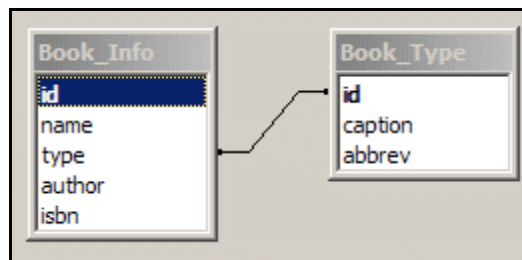 Book_Info
id
name
type
author
isbn
Book_Type
id
caption
abbrev